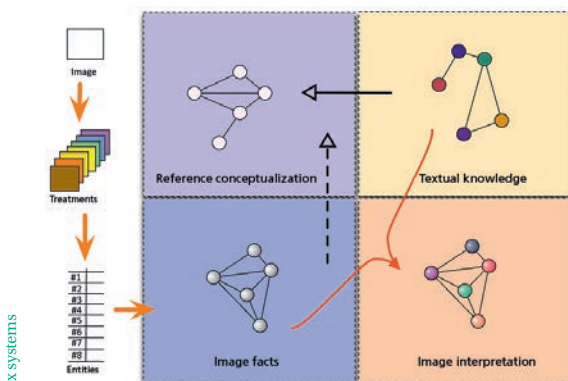 Image
Treatments
#1
#2
#3
#4
#5
#6
#7
#8
Entities
Reference conceptualization
Textual knowledge
Image facts
Image interpretation
x systems